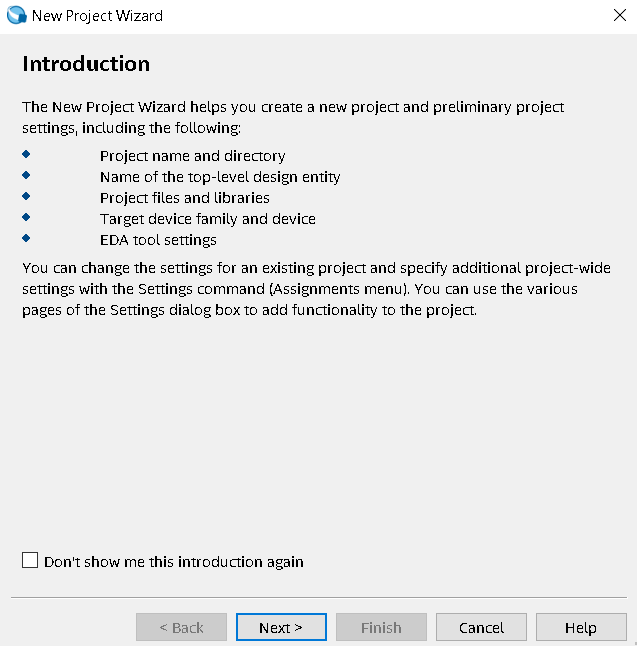 New Project Wizard
Introduction
The New Project Wizard helps you create a new project and preliminary project
settings, including the following:
Project name and directory
Name of the top-level design entity
Project files and libraries
Target device family and device
EDA tool settings
You can change the settings for an existing project and specify additional project-wide
settings with the Settings command (Assignments menu). You can use the various
pages of the Settings dialog box to add functionality to the project.
Don't show me this introduction again
< Back Next > Finish Cancel Help